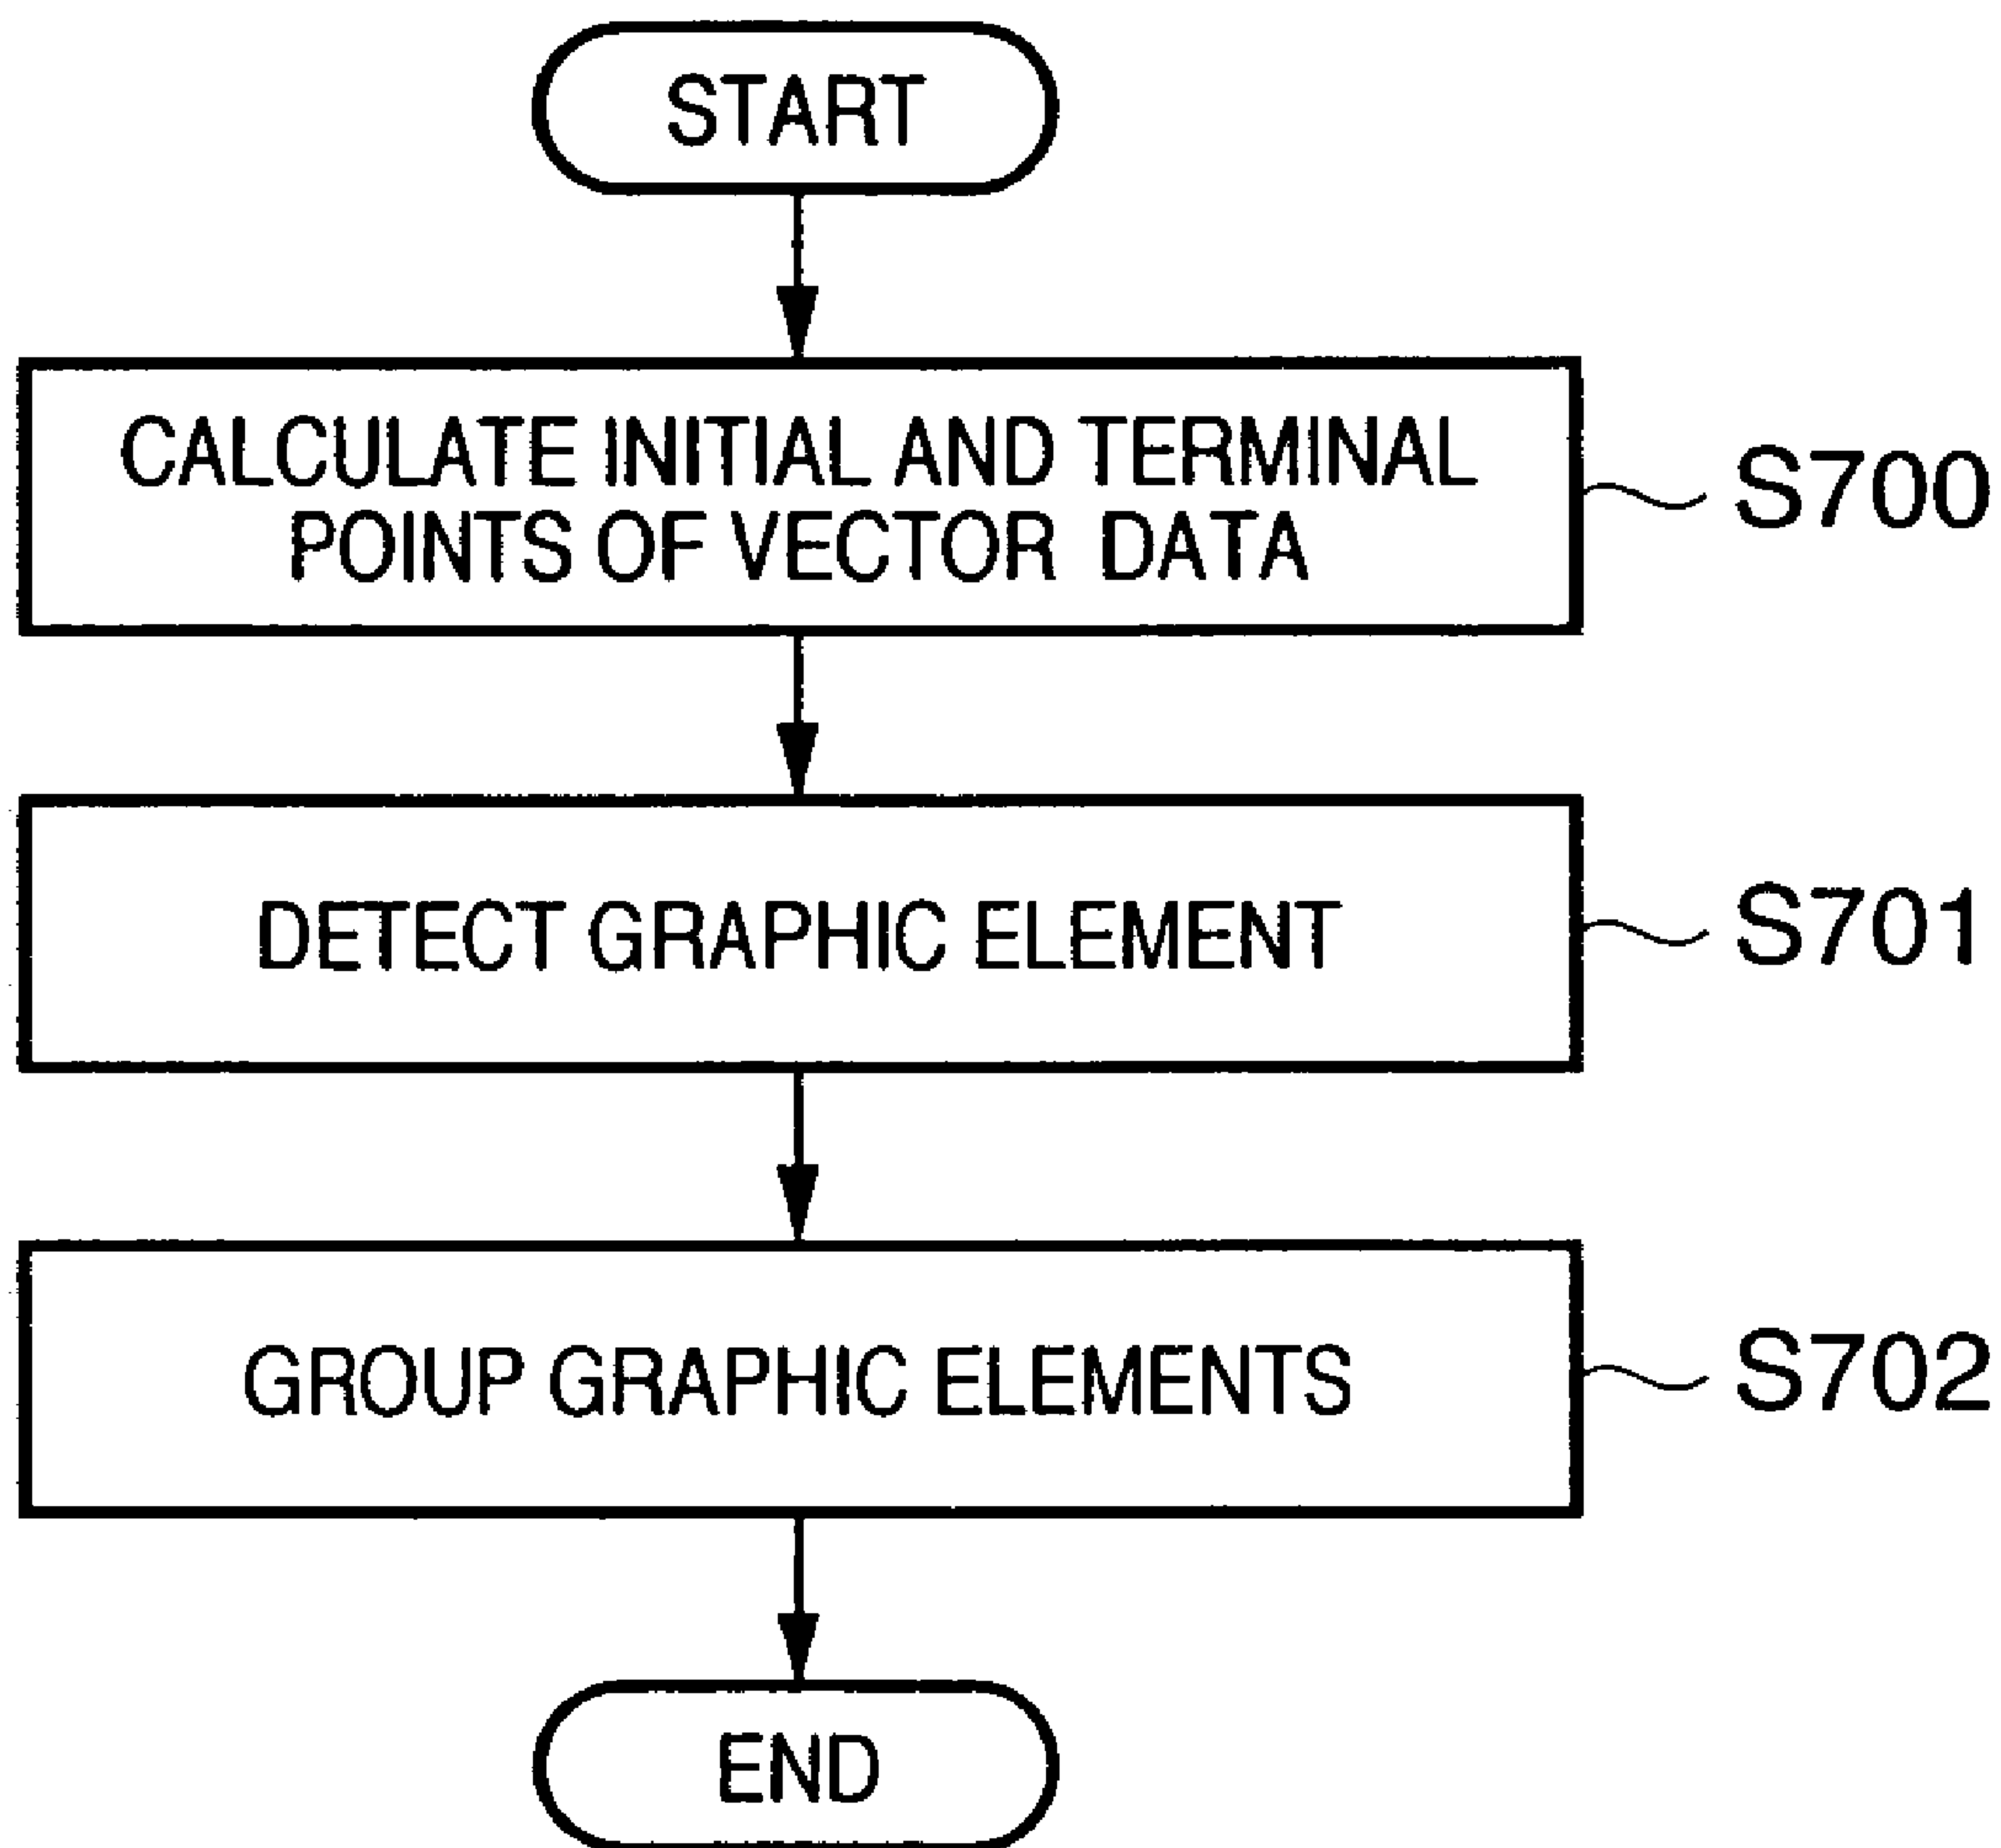 START
CALCULATE INITIAL AND TERMINAL
POINTS OF VECTOR DATA
S700
DETECT GRAPHIC ELEMENT
S701
GROUP GRAPHIC ELEMENTS
S702
END